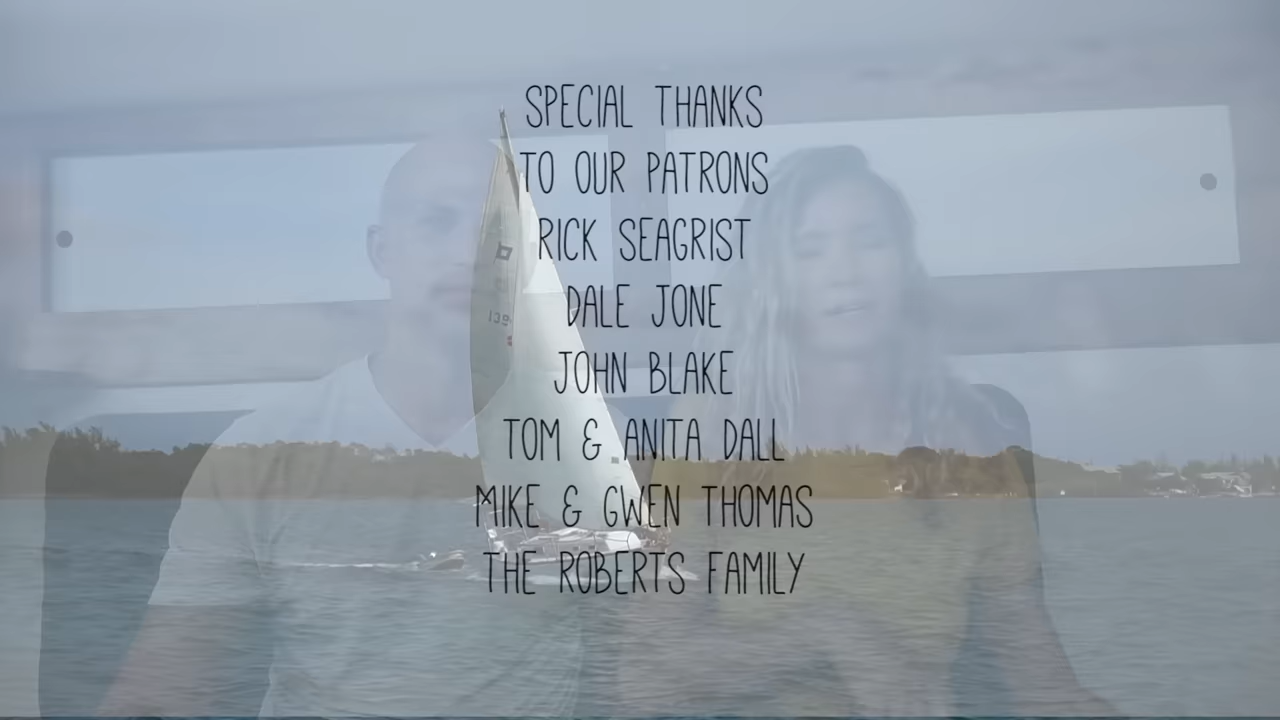 SPECIAL THANKS
TO OUR PATRONS
RICK SEAGRIST
DALE JONE
JOHN BLAKE
TOM & ANITA DALL
MIKE & GWEN THOMAS
THE ROBERTS FAMILY